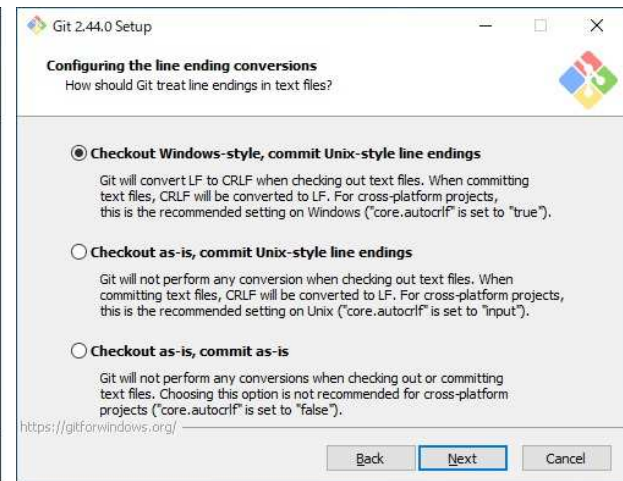 Git 2.44.0 Setup
Configuring the line ending conversions
How should Git treat line endings in text files?
Checkout Windows-style, commit Unix-style line endings
Git will convert LF to CRLF when checking out text files. When committing
text files, CRLF will be converted to LF. For cross-platform projects,
this is the recommended setting on Windows ("core.autocrlf" is set to "true").
Checkout as-is, commit Unix-style line endings
Git will not perform any conversion when checking out text files. When
committing text files, CRLF will be converted to LF. For cross-platform projects,
this is the recommended setting on Unix ("core.autocrlf" is set to "input").
Checkout as-is, commit as-is
Git will not perform any conversions when checking out or committing
text files. Choosing this option is not recommended for cross-platform
projects ("core.autocrlf" is set to "false").
https://gitforwindows.org/
Back Next Cancel